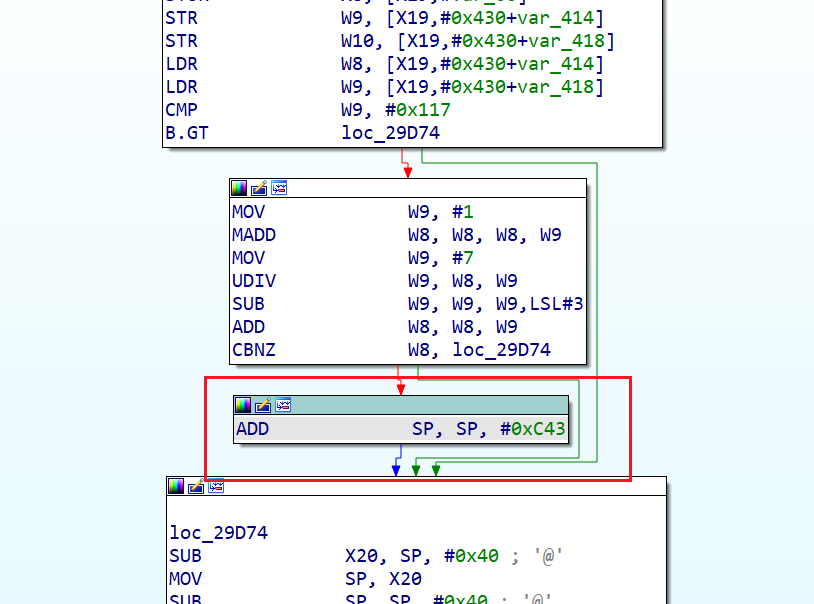 STR W9, [X19,#0x430+var_414]
STR W10, [X19,#0x430+var_418]
LDR W8, [X19,#0x430+var_414]
LDR W9, [X19,#0x430+var_418]
CMP W9, #0x117
B.GT loc_29D74
MOV W9, #1
MADD W8, W8, W8, W9
MOV W9, #7
UDIV W9, W8, W9
SUB W9, W9, W9,LSL#3
ADD W8, W8, W9
CBNZ W8, loc_29D74
ADD SP, SP, #0xC43
loc_29D74
SUB X20, SP, #0x40 ; '@'
MOV SP, X20
SUB SP, SP, #0x40 ; '@'